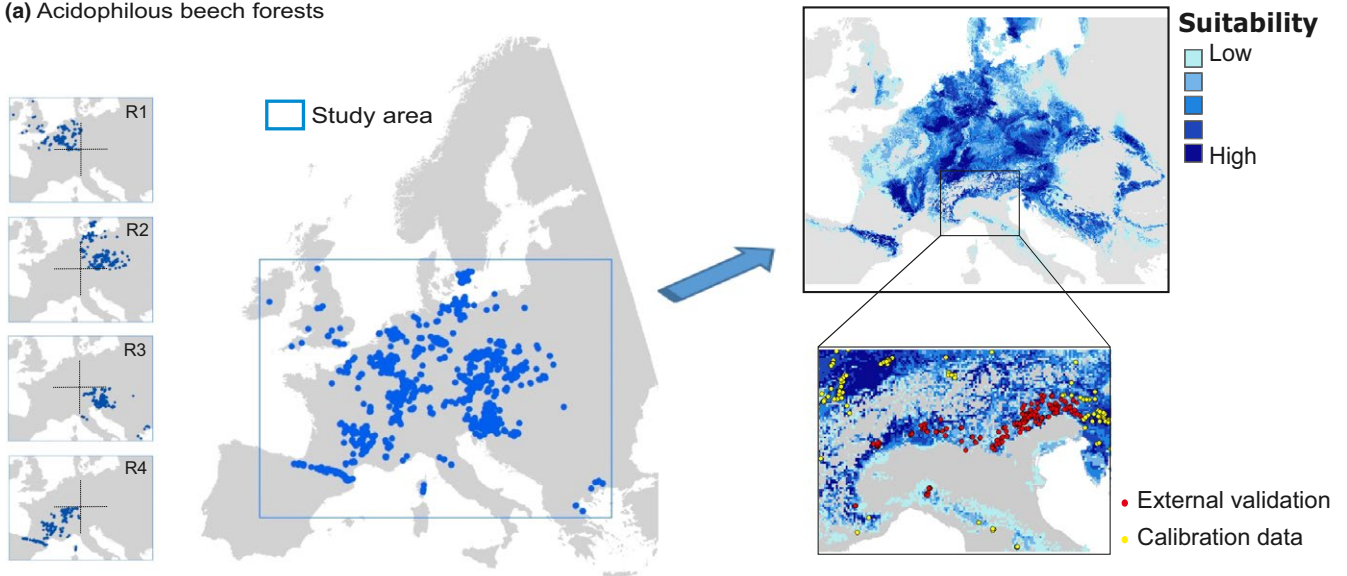 (a) Acidophilous beech forests
R1
R2
R3
R4
Study area
Suitability
Low
High
External validation
Calibration data